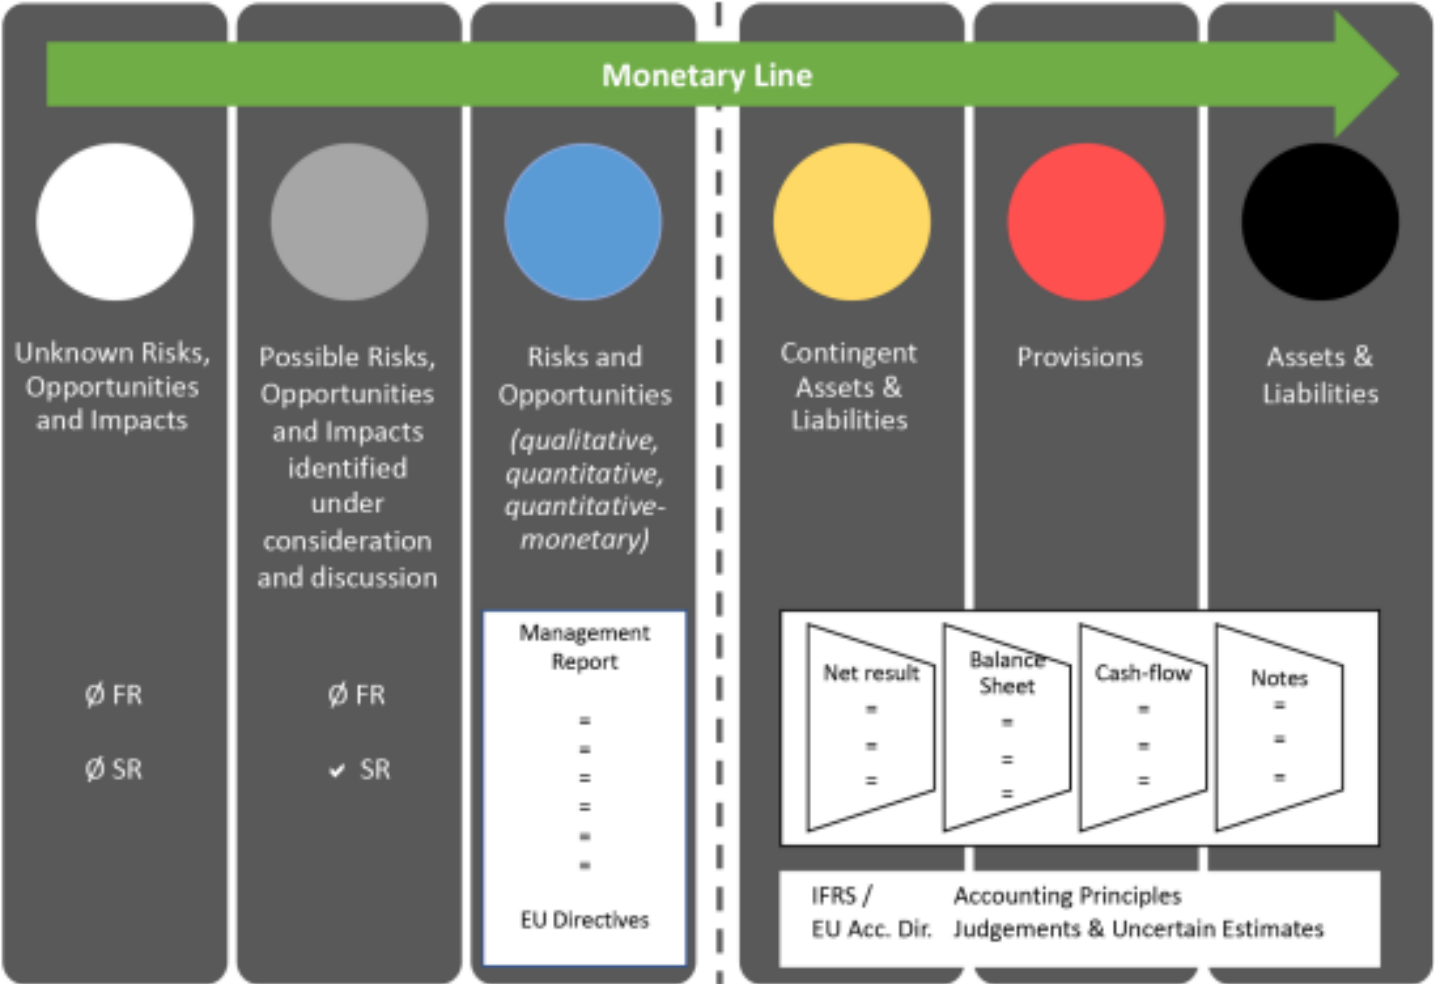 Monetary Line
Unknown Risks,
Opportunities
and Impacts
Ø FR
Ø SR
Possible Risks,
Opportunities
and Impacts
identified
under
consideration
and discussion
Ø FR
✓ SR
Risks and
Opportunities
(qualitative,
quantitative,
quantitative-
monetary)
Management
Report
=
=
=
=
=
=
EU Directives
Contingent
Assets &
Liabilities
Provisions
Assets &
Liabilities
Net result
=
=
=
Balance
Sheet
=
=
=
Cash-flow
=
=
=
Notes
=
=
=
IFRS / Accounting Principles
EU Acc. Dir. Judgements & Uncertain Estimates